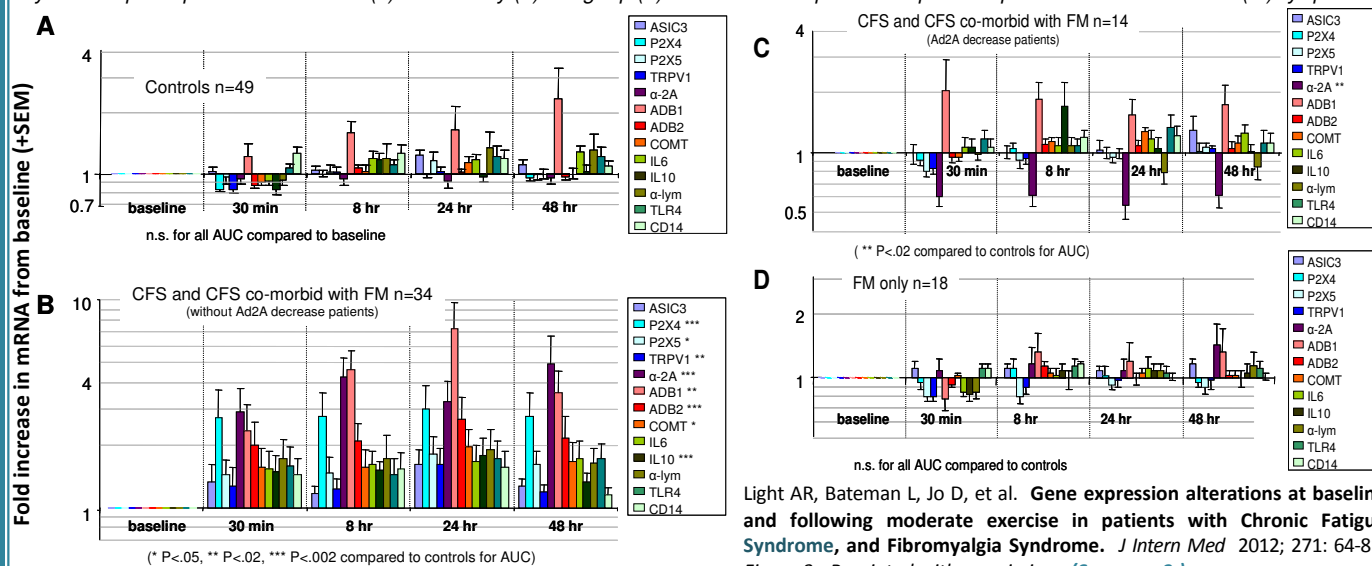 A
Fold increase in mRNA from baseline (+SEM)
4
1
0.7
Controls n=49
baseline
30 min
8 hr
24 hr
48 hr
n.s. for all AUC compared to baseline
ASIC3
P2X4
P2X5
TRPV1
α-2A
ADB1
ADB2
COMT
IL6
IL10
α-lym
TLR4
CD14
B
10
4
1
CFS and CFS co-morbid with FM n=34
(without Ad2A decrease patients)
baseline
30 min
8 hr
24 hr
48 hr
(* P<.05, ** P<.02, *** P<.002 compared to controls for AUC)
ASIC3
P2X4 ***
P2X5 *
TRPV1 **
α-2A ***
ADB1 **
ADB2 ***
COMT *
IL6
IL10 ***
α-lym
TLR4
CD14
C
4
1
0.5
CFS and CFS co-morbid with FM n=14
(Ad2A decrease patients)
baseline
30 min
8 hr
24 hr
48 hr
( ** P<.02 compared to controls for AUC)
ASIC3
P2X4
P2X5
TRPV1
α-2A **
ADB1
ADB2
COMT
IL6
IL10
α-lym
TLR4
CD14
D
2
1
FM only n=18
baseline
30 min
8 hr
24 hr
48 hr
n.s. for all AUC compared to controls
ASIC3
P2X4
P2X5
TRPV1
α-2A
ADB1
ADB2
COMT
IL6
IL10
α-lym
TLR4
CD14
Light AR, Bateman L, Jo D, et al. Gene expression alterations at baselin
and following moderate exercise in patients with Chronic Fatigu
Syndrome, and Fibromyalgia Syndrome. J Intern Med 2012; 271: 64-8